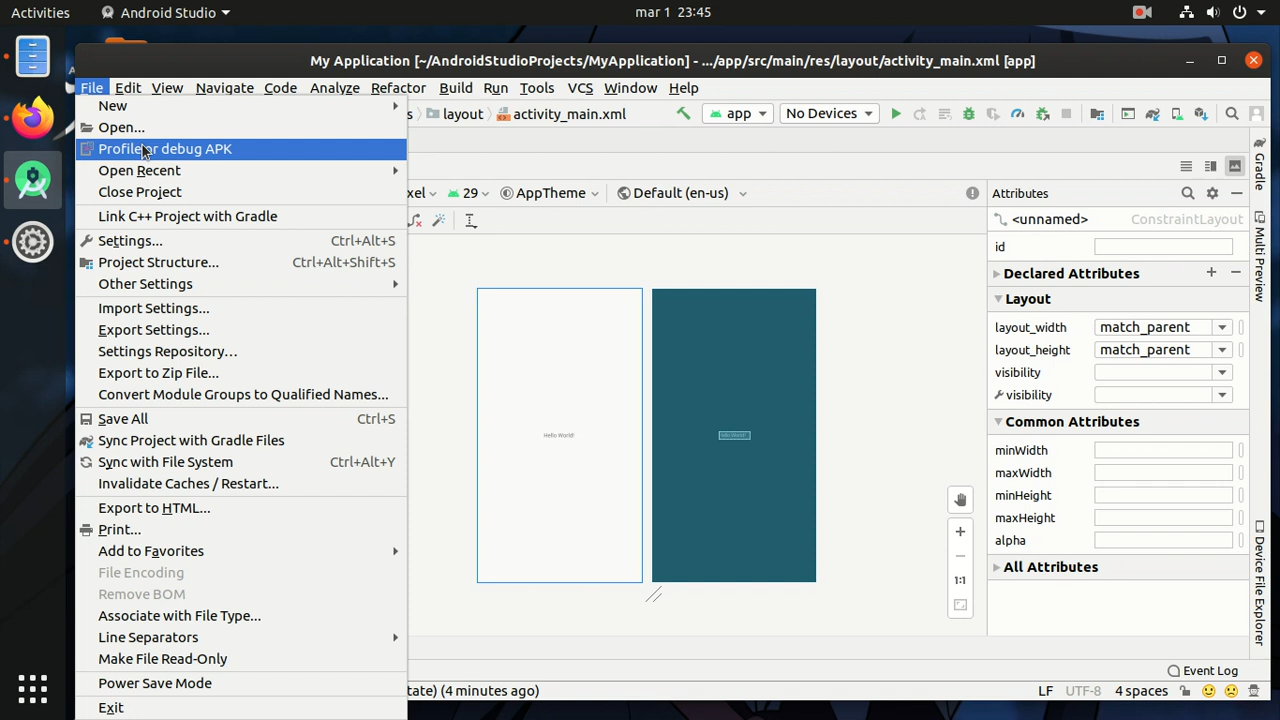 Activities
Android Studio
mar 1 23:45
My Application [~/AndroidStudioProjects/MyApplication] - .../app/src/main/res/layout/activity_main.xml [app]
File Edit View Navigate Code Analyze Refactor Build Run Tools VCS Window Help
layout activity_main.xml app No Devices
New
Open...
Profile or debug APK
Open Recent
Close Project
Link C++ Project with Gradle
Settings... Ctrl+Alt+S
Project Structure... Ctrl+Alt+Shift+S
Other Settings
Import Settings...
Export Settings...
Settings Repository...
Export to Zip File...
Convert Module Groups to Qualified Names...
Save All Ctrl+S
Sync Project with Gradle Files
Sync with File System Ctrl+Alt+Y
Invalidate Caches / Restart...
Export to HTML...
Print...
Add to Favorites
File Encoding
Remove BOM
Associate with File Type...
Line Separators
Make File Read-Only
Power Save Mode
Exit
29 AppTheme Default (en-us)
Hello World!
Hello World!
1:1
Attributes
<unnamed> ConstraintLayout
id
Declared Attributes
Layout
layout_width match_parent
layout_height match_parent
visibility
visibility
Common Attributes
minWidth
maxWidth
minHeight
maxHeight
alpha
All Attributes
Gradle
Multi Preview
Device File Explorer
Event Log
(4 minutes ago)
LF UTF-8 4 spaces